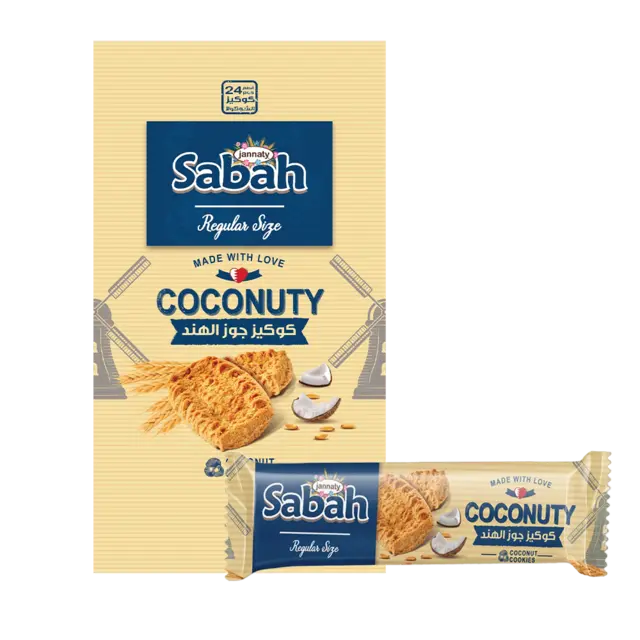 24
كوكيز
jannaty
Sabah
Regular Size
MADE WITH LOVE
COCONUTY
كوكيز جوز الهند
jannaty
Sabah
Regular Size
MADE WITH LOVE
COCONUTY
كوكيز جوز الهند
COCONUT
COOKIES